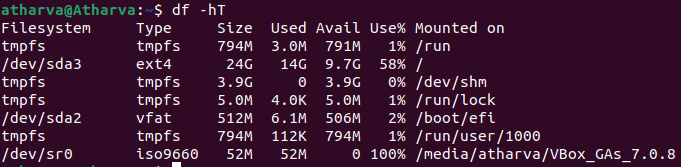 atharva@Atharva:~$ df -hT
Filesystem     Type     Size  Used Avail Use% Mounted on
tmpfs          tmpfs    794M  3.0M  791M   1% /run
/dev/sda3      ext4      24G   14G  9.7G  58% /
tmpfs          tmpfs    3.9G     0  3.9G   0% /dev/shm
tmpfs          tmpfs    5.0M  4.0K  5.0M   1% /run/lock
/dev/sda2      vfat     512M  6.1M  506M   2% /boot/efi
tmpfs          tmpfs    794M  112K  794M   1% /run/user/1000
/dev/sr0       iso9660   52M   52M     0 100% /media/atharva/VBox_GAs_7.0.8